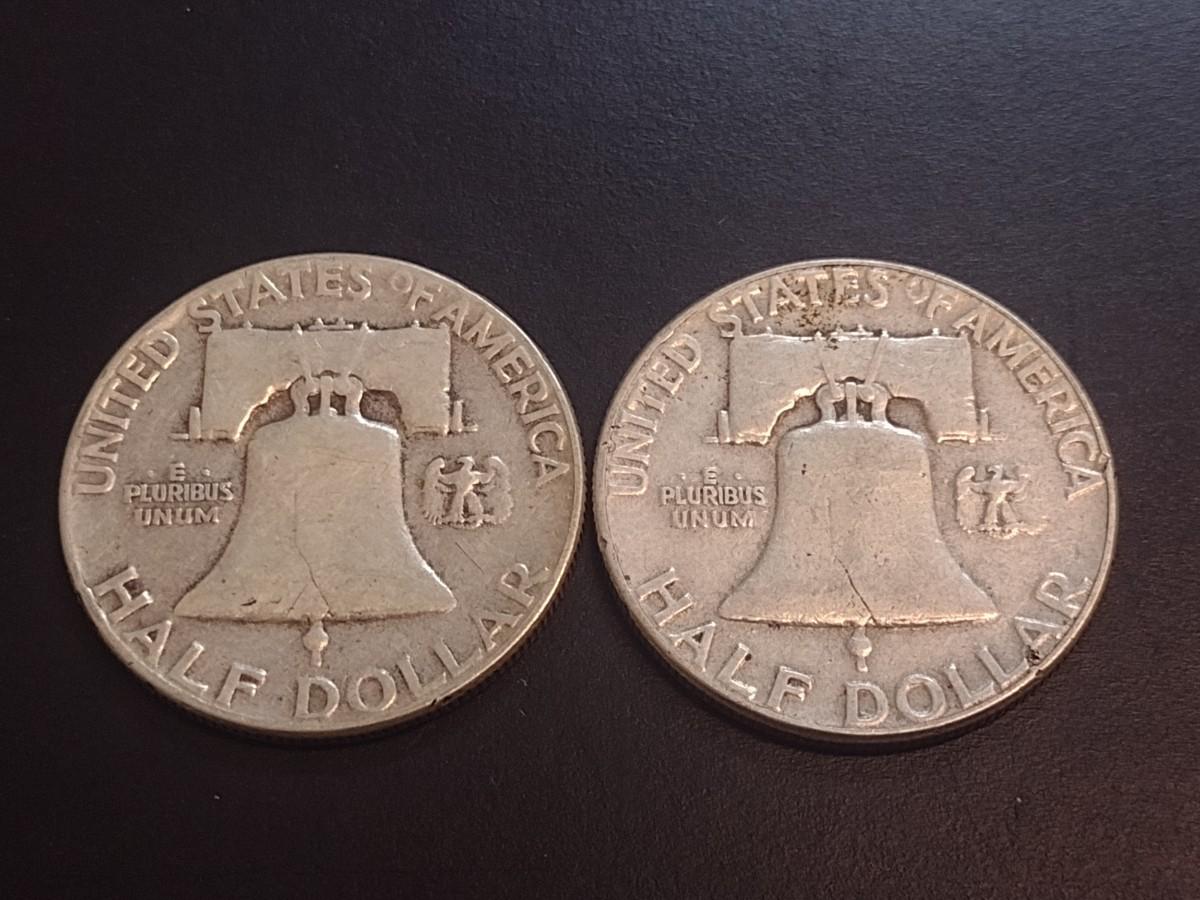 UNITED STATES OF AMERICA
·E·
PLURIBUS
UNUM
HALF DOLLAR
UNITED STATES OF AMERICA
·E·
PLURIBUS
UNUM
HALF DOLLAR